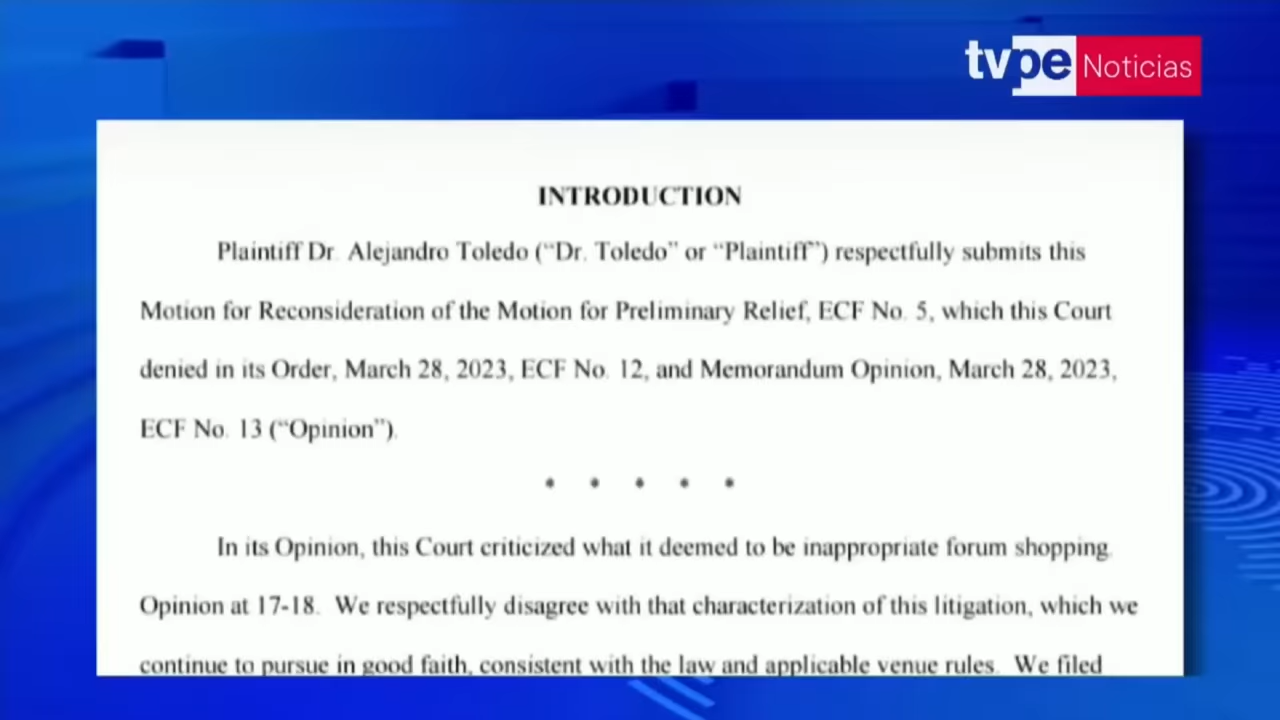 tvpe Noticias
INTRODUCTION
Plaintiff Dr. Alejandro Toledo (“Dr. Toledo” or “Plaintiff”) respectfully submits this
Motion for Reconsideration of the Motion for Preliminary Relief, ECF No. 5, which this Court
denied in its Order, March 28, 2023, ECF No. 12, and Memorandum Opinion, March 28, 2023,
ECF No. 13 (“Opinion”).
* * * * *
In its Opinion, this Court criticized what it deemed to be inappropriate forum shopping.
Opinion at 17-18. We respectfully disagree with that characterization of this litigation, which we
continue to pursue in good faith, consistent with the law and applicable venue rules. We filed